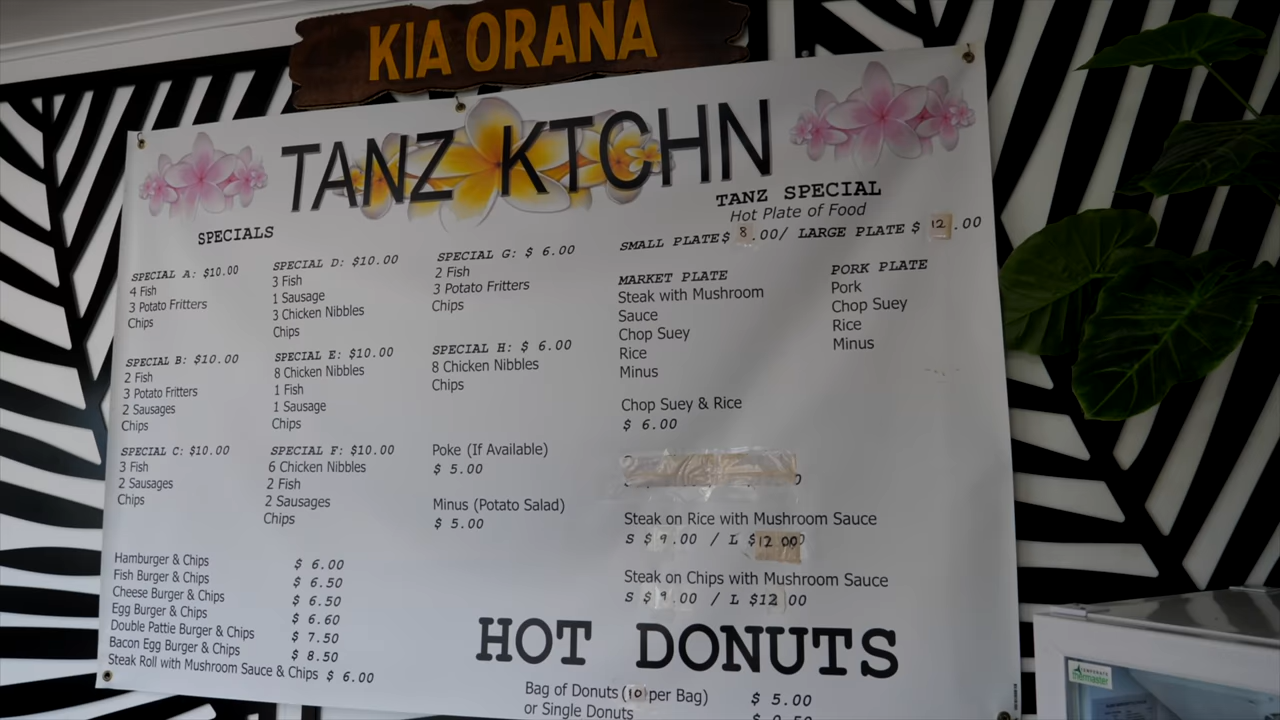 KIA ORANA
TANZ KTCHN
SPECIALS
SPECIAL A: $10.00
4 Fish
3 Potato Fritters
Chips
SPECIAL B: $10.00
2 Fish
3 Potato Fritters
2 Sausages
Chips
SPECIAL C: $10.00
3 Fish
2 Sausages
Chips
SPECIAL D: $10.00
3 Fish
1 Sausage
3 Chicken Nibbles
Chips
SPECIAL E: $10.00
8 Chicken Nibbles
1 Fish
1 Sausage
Chips
SPECIAL F: $10.00
6 Chicken Nibbles
2 Fish
2 Sausages
Chips
SPECIAL G: $ 6.00
2 Fish
3 Potato Fritters
Chips
SPECIAL H: $ 6.00
8 Chicken Nibbles
Chips
Poke (If Available)
$ 5.00
Minus (Potato Salad)
$ 5.00
Hamburger & Chips $ 6.00
Fish Burger & Chips $ 6.50
Cheese Burger & Chips $ 6.50
Egg Burger & Chips $ 6.60
Double Pattie Burger & Chips $ 7.50
Bacon Egg Burger & Chips $ 8.50
Steak Roll with Mushroom Sauce & Chips $ 6.00
TANZ SPECIAL
Hot Plate of Food
SMALL PLATE $ 8.00/ LARGE PLATE $ 12.00
MARKET PLATE
Steak with Mushroom
Sauce
Chop Suey
Rice
Minus
PORK PLATE
Pork
Chop Suey
Rice
Minus
Chop Suey & Rice
$ 6.00
Steak on Rice with Mushroom Sauce
S $ 9.00 / L $12 00
Steak on Chips with Mushroom Sauce
S $ 9.00 / L $12 00
HOT DONUTS
Bag of Donuts (10 per Bag) $ 5.00
or Single Donuts
thermaster